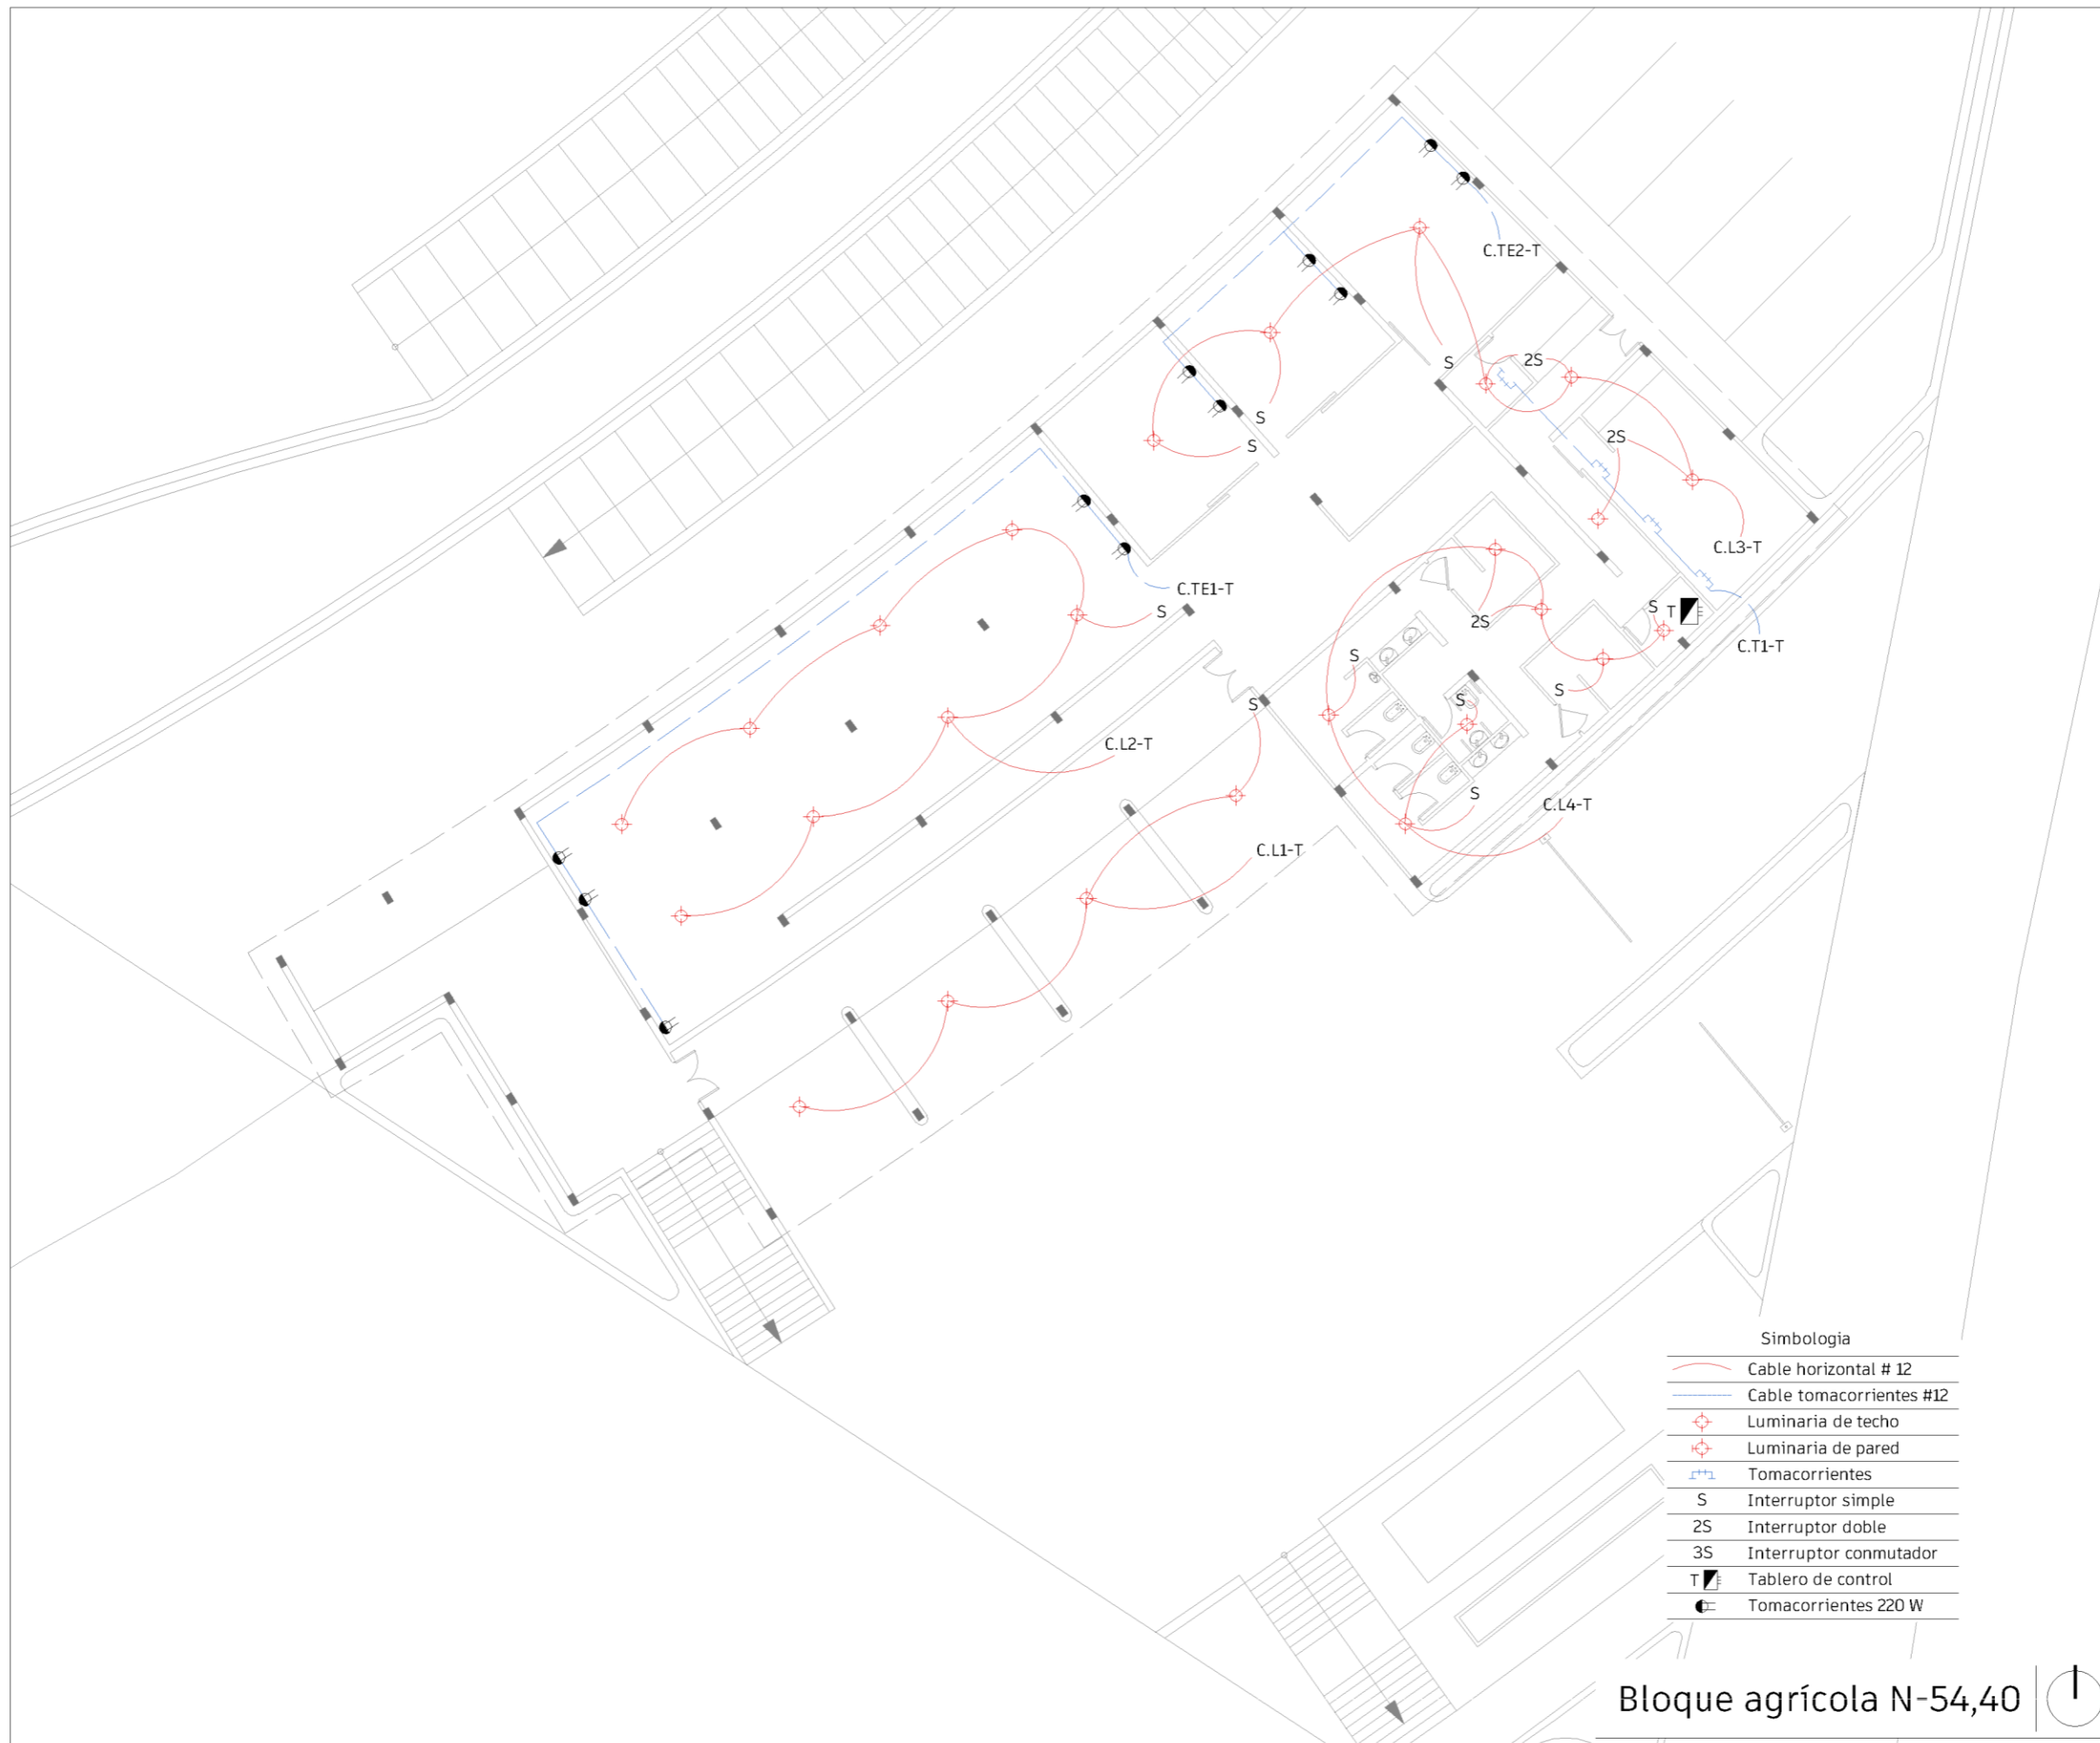 C.TE2-T
S
2S
S
S
2S
C.L3-T
C.TE1-T
S
2S
S
T
C.T1-T
S
S
S
S
C.L2-T
S
C.L4-T
C.L1-T
Simbologia
Cable horizontal # 12
Cable tomacorrientes #12
Luminaria de techo
Luminaria de pared
Tomacorrientes
S Interruptor simple
2S Interruptor doble
3S Interruptor conmutador
T Tablero de control
Tomacorrientes 220 W
Bloque agrícola N-54,40